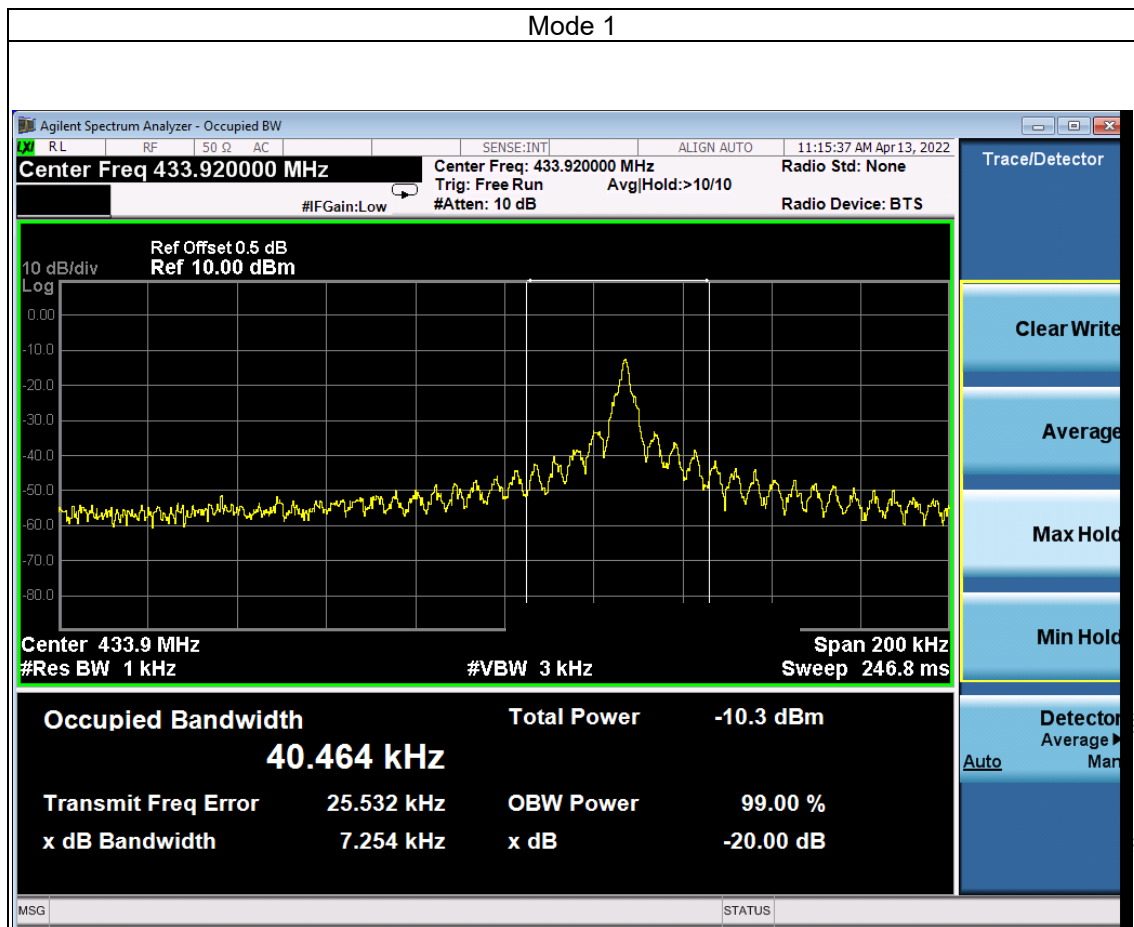 Mode 1
Agilent Spectrum Analyzer - Occupied BW
LXI RL RF 50 Ω AC SENSE:INT ALIGN AUTO 11:15:37 AM Apr 13, 2022
Center Freq 433.920000 MHz
Center Freq: 433.920000 MHz Radio Std: None
Trig: Free Run Avg|Hold:>10/10
#IFGain:Low #Atten: 10 dB Radio Device: BTS
Trace/Detector
Ref Offset 0.5 dB
10 dB/div Ref 10.00 dBm
Log
0.00
-10.0
-20.0
-30.0
-40.0
-50.0
-60.0
-70.0
-80.0
Center 433.9 MHz Span 200 kHz
#Res BW 1 kHz #VBW 3 kHz Sweep 246.8 ms
Clear Write
Average
Max Hold
Min Hold
Detector
Average
Auto Man
Occupied Bandwidth Total Power -10.3 dBm
40.464 kHz
Transmit Freq Error 25.532 kHz OBW Power 99.00 %
x dB Bandwidth 7.254 kHz x dB -20.00 dB
MSG STATUS